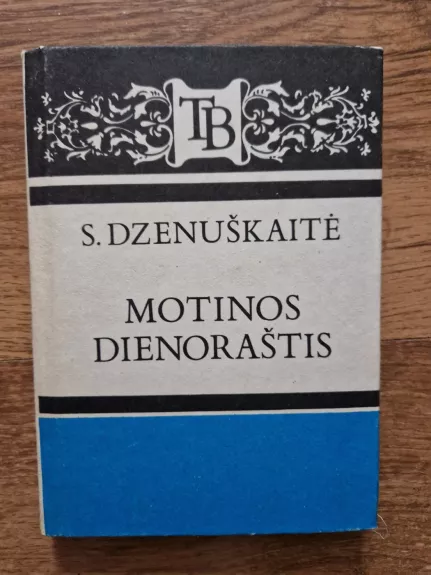 TB
S. DZENUŠKAITĖ
MOTINOS
DIENORAŠTIS